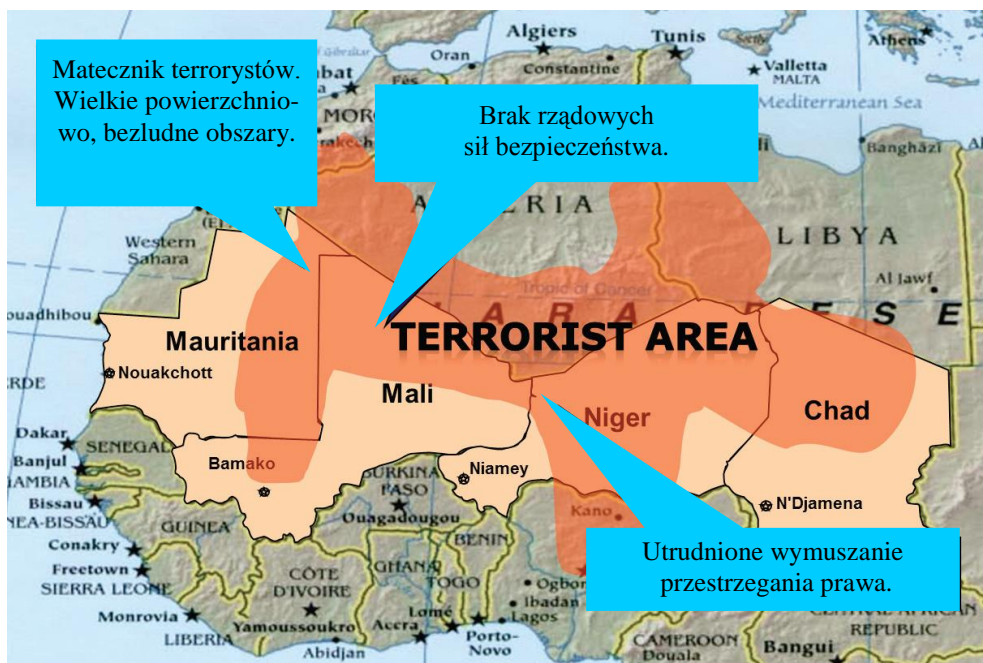 Algiers
Tunis
Oran
Constantine
Sicily
Athens
Valletta
MALTA
Mediterranean Sea
Matecznik terrorystów.
Wielkie powierzchnio-
wo, bezludne obszary.
Brak rządowych
sił bezpieczeństwa.
Banghāzī
Western
Sahara
LIBYA
Al Jawf
Tropic of Cancer
TERRORIST AREA
Mauritania
Nouakchott
Mali
Niger
Chad
Dakar
SENEGAL
Banjul
Bamako
Niamey
BURKINA
FASO
Bissau
GUINEA
Ouagadougou
BENIN
Kano
N'Djamena
Conakry
Freetown
SIERRA LEONE
CÔTE
D'IVOIRE
GHANA
TOGO
Utrudnione wymuszanie
przestrzegania prawa.
Monrovia
LIBERIA
Yamoussoukro
Abidjan
Accra
Lomé
Porto-
Novo
Ibadan
Lagos
CAMEROON
Douala
REPUBLIC
Bangui